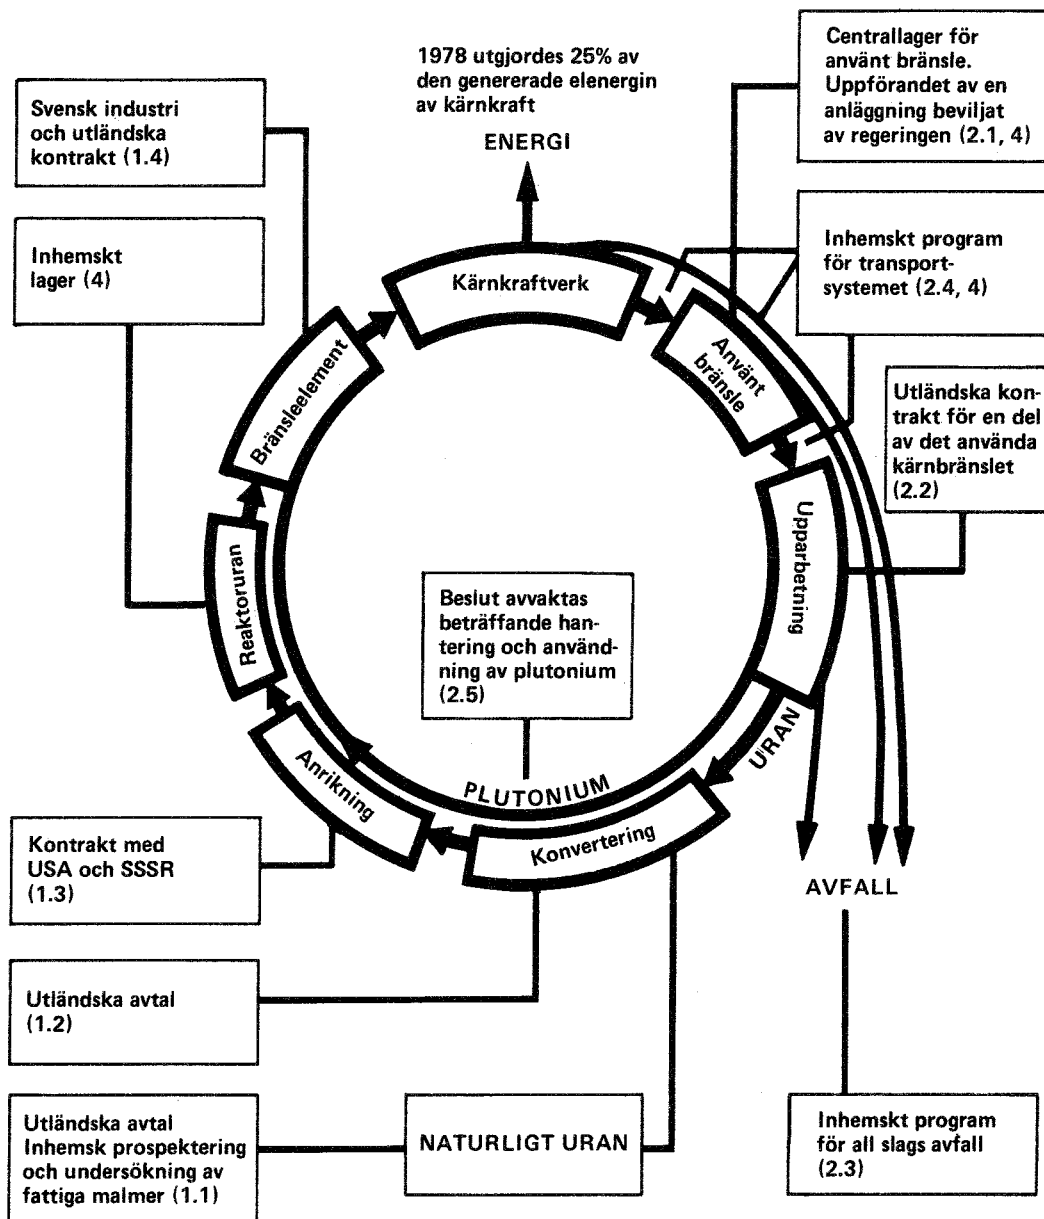 1978 utgjordes 25% av
den genererade elenergin
av kärnkraft
ENERGI
Centrallager för
använt bränsle.
Uppförandet av en
anläggning beviljat
av regeringen (2.1, 4)
Svensk industri
och utländska
kontrakt (1.4)
Inhemskt
lager (4)
Inhemskt program
för transport-
systemet (2.4, 4)
Kärnkraftverk
Använt
bränsle
Bränsleelement
Utländska kon-
trakt för en del
av det använda
kärnbränslet
(2.2)
Upparbetning
Reaktoruran
Beslut avvaktas
beträffande han-
tering och använd-
ning av plutonium
(2.5)
URAN
PLUTONIUM
Anrikning
Konvertering
Kontrakt med
USA och SSSR
(1.3)
AVFALL
Utländska avtal
(1.2)
Utländska avtal
Inhemsk prospektering
och undersökning av
fattiga malmer (1.1)
NATURLIGT URAN
Inhemskt program
för all slags avfall
(2.3)